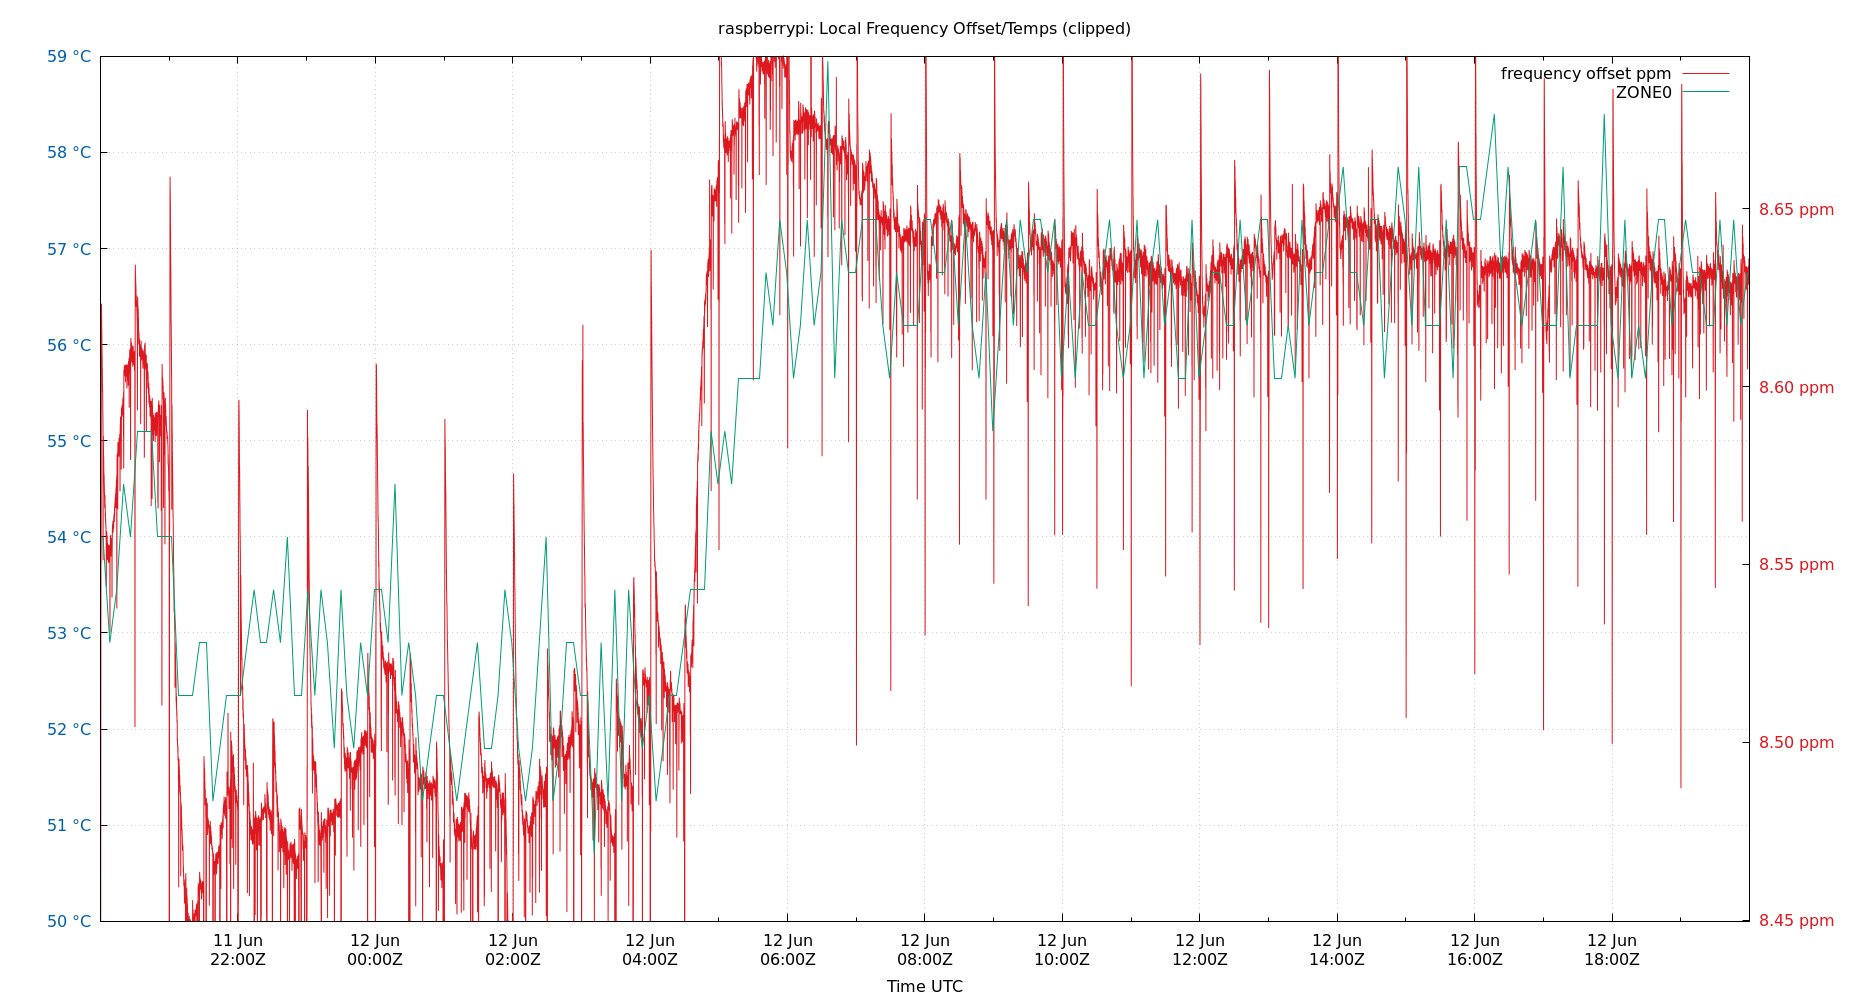 raspberrypi: Local Frequency Offset/Temps (clipped)
59 °C
58 °C
57 °C
56 °C
55 °C
54 °C
53 °C
52 °C
51 °C
50 °C
frequency offset ppm
ZONE0
8.65 ppm
8.60 ppm
8.55 ppm
8.50 ppm
8.45 ppm
11 Jun
22:00Z
12 Jun
00:00Z
12 Jun
02:00Z
12 Jun
04:00Z
12 Jun
06:00Z
12 Jun
08:00Z
12 Jun
10:00Z
12 Jun
12:00Z
12 Jun
14:00Z
12 Jun
16:00Z
12 Jun
18:00Z
Time UTC